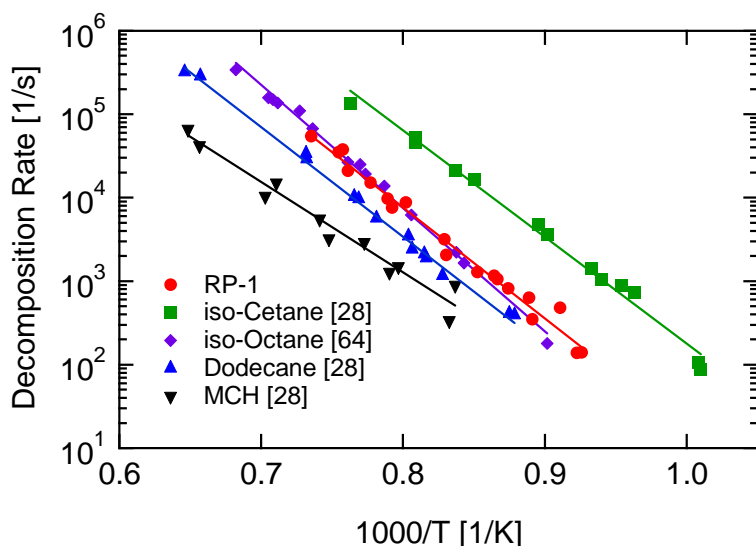 Decomposition Rate [1/s]
10^6
10^5
10^4
10^3
10^2
10^1
RP-1
iso-Cetane [28]
iso-Octane [64]
Dodecane [28]
MCH [28]
0.6 0.7 0.8 0.9 1.0
1000/T [1/K]